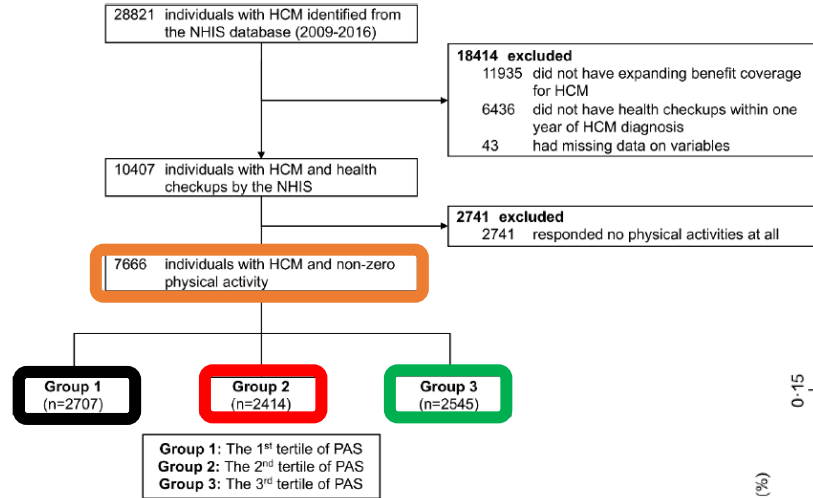 28821 individuals with HCM identified from
the NHIS database (2009-2016)
18414 excluded
11935 did not have expanding benefit coverage
for HCM
6436 did not have health checkups within one
year of HCM diagnosis
43 had missing data on variables
10407 individuals with HCM and health
checkups by the NHIS
2741 excluded
2741 responded no physical activities at all
7666 individuals with HCM and non-zero
physical activity
Group 1
(n=2707)
Group 2
(n=2414)
Group 3
(n=2545)
Group 1: The 1st tertile of PAS
Group 2: The 2nd tertile of PAS
Group 3: The 3rd tertile of PAS
0·15
(%)